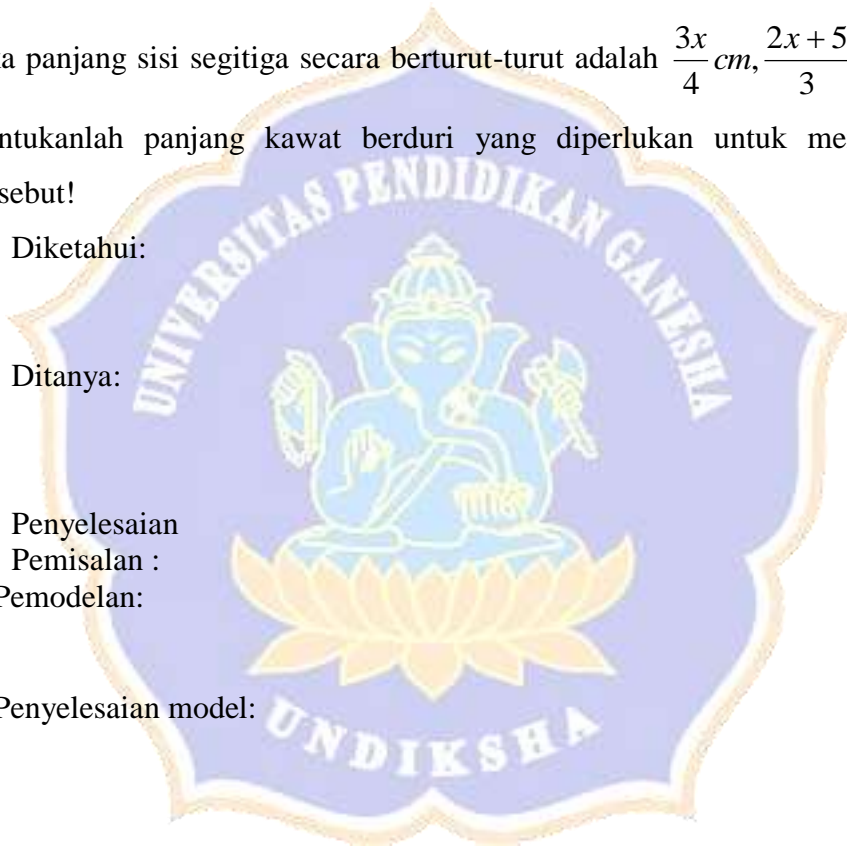 ka panjang sisi segitiga secara berturut-turut adalah 3x/4 cm, 2x + 5/3
ntukanlah panjang kawat berduri yang diperlukan untuk me
sebut!
Diketahui:
UNIVERSITAS PENDIDIKAN GANESHA
Ditanya:
Penyelesaian
Pemisalan :
Pemodelan:
Penyelesaian model:
UNDIKSHA